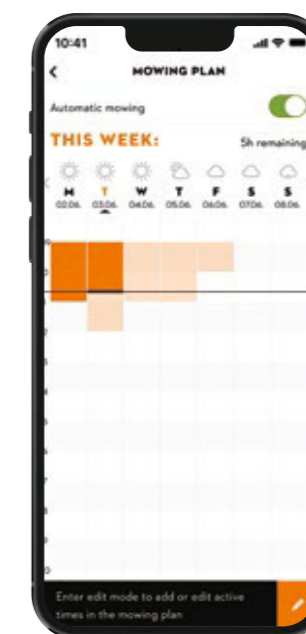 10:41
MOWING PLAN
Automatic mowing
THIS WEEK: 5h remaining
M T W T F S S
02.06. 03.06. 04.06. 05.06. 06.06. 07.06. 08.06.
Enter edit mode to add or edit active
times in the mowing plan